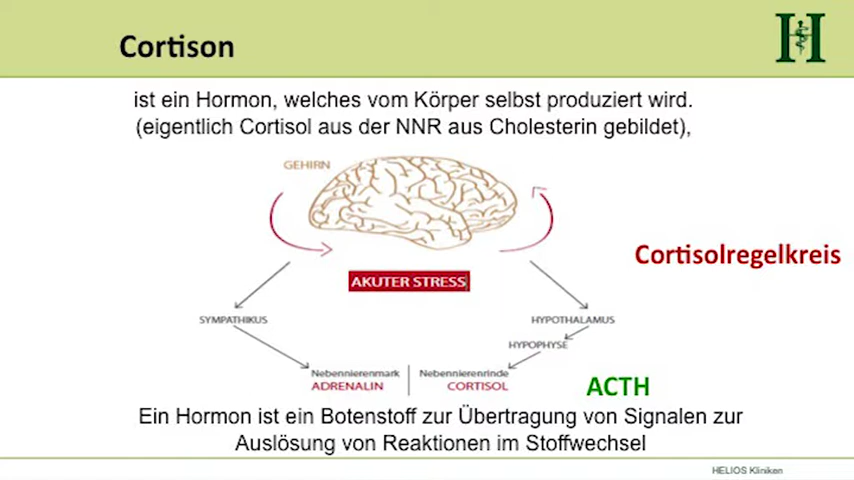 Cortison
H
ist ein Hormon, welches vom Körper selbst produziert wird.
(eigentlich Cortisol aus der NNR aus Cholesterin gebildet),
GEHIRN
Cortisolregelkreis
AKUTER STRESS
SYMPATHIKUS
HYPOTHALAMUS
HYPOPHYSE
Nebennierenmark
ADRENALIN
Nebennierenrinde
CORTISOL
ACTH
Ein Hormon ist ein Botenstoff zur Übertragung von Signalen zur
Auslösung von Reaktionen im Stoffwechsel
HELIOS Kliniken